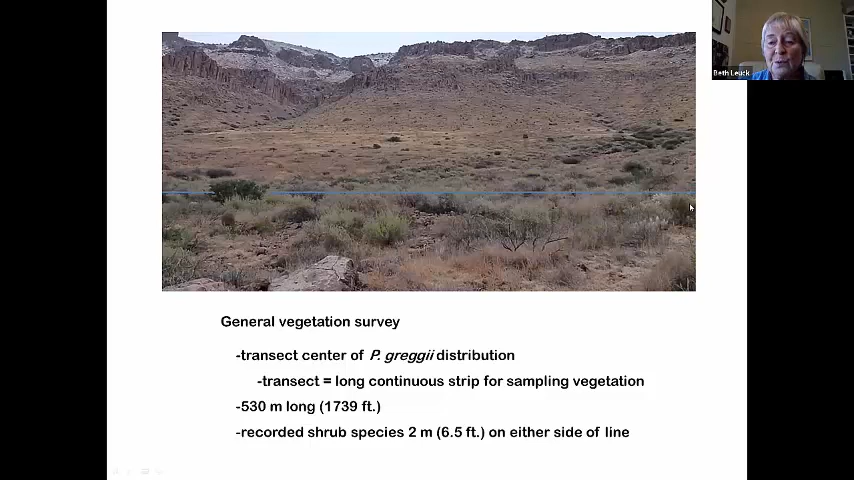 Beth Leuck
General vegetation survey
-transect center of P. greggii distribution
-transect = long continuous strip for sampling vegetation
-530 m long (1739 ft.)
-recorded shrub species 2 m (6.5 ft.) on either side of line